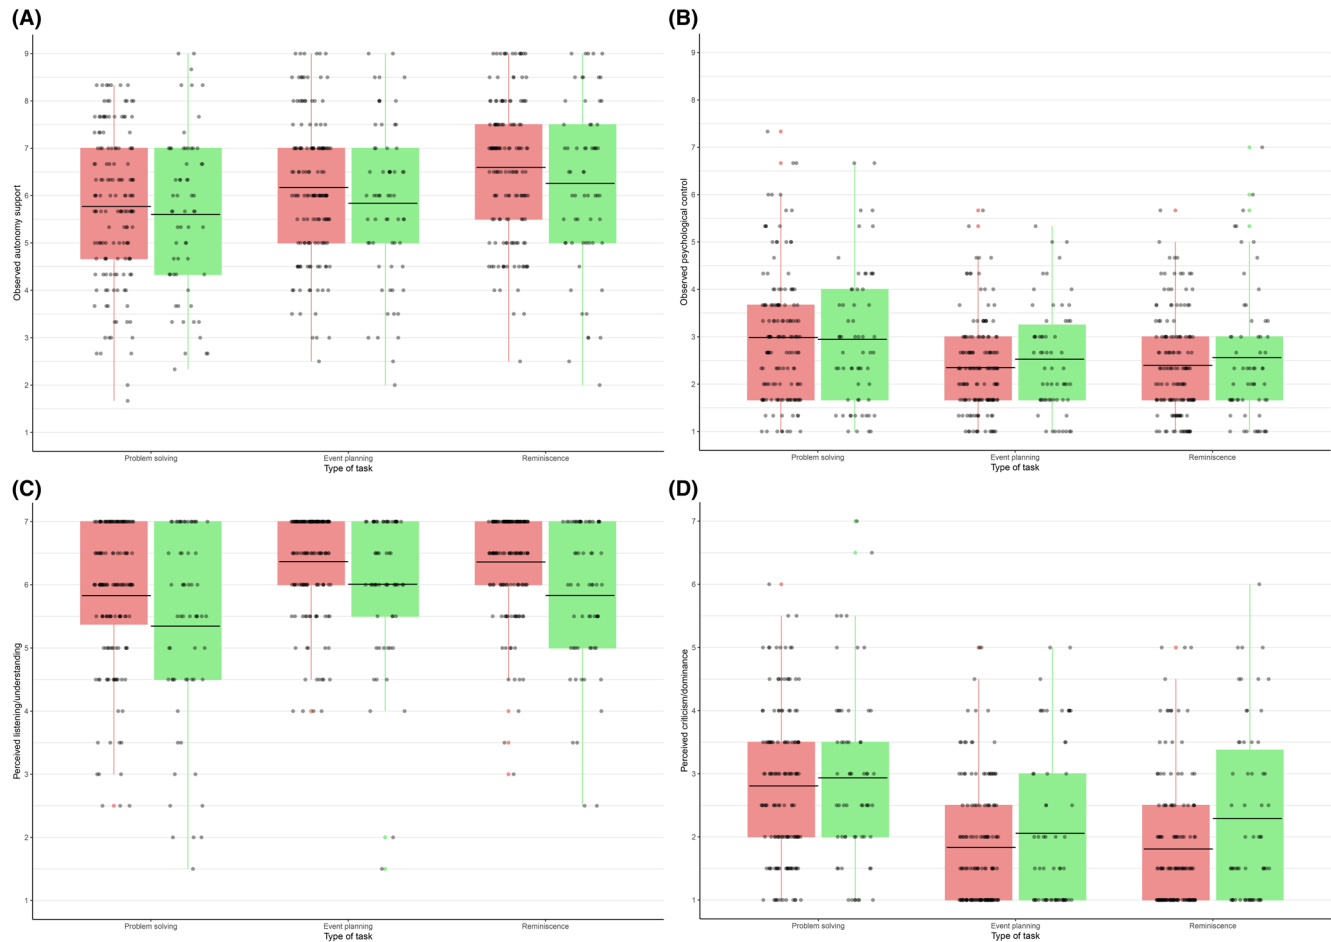 (A)
Observed autonomy support
9
8
7
6
5
4
3
2
1
Problem solving
Event planning
Reminiscence
Type of task
(B)
Observed psychological control
9
8
7
6
5
4
3
2
1
Problem solving
Event planning
Reminiscence
Type of task
(C)
Perceived listening/understanding
7
6
5
4
3
2
1
Problem solving
Event planning
Reminiscence
Type of task
(D)
Perceived criticism/dominance
7
6
5
4
3
2
1
Problem solving
Event planning
Reminiscence
Type of task